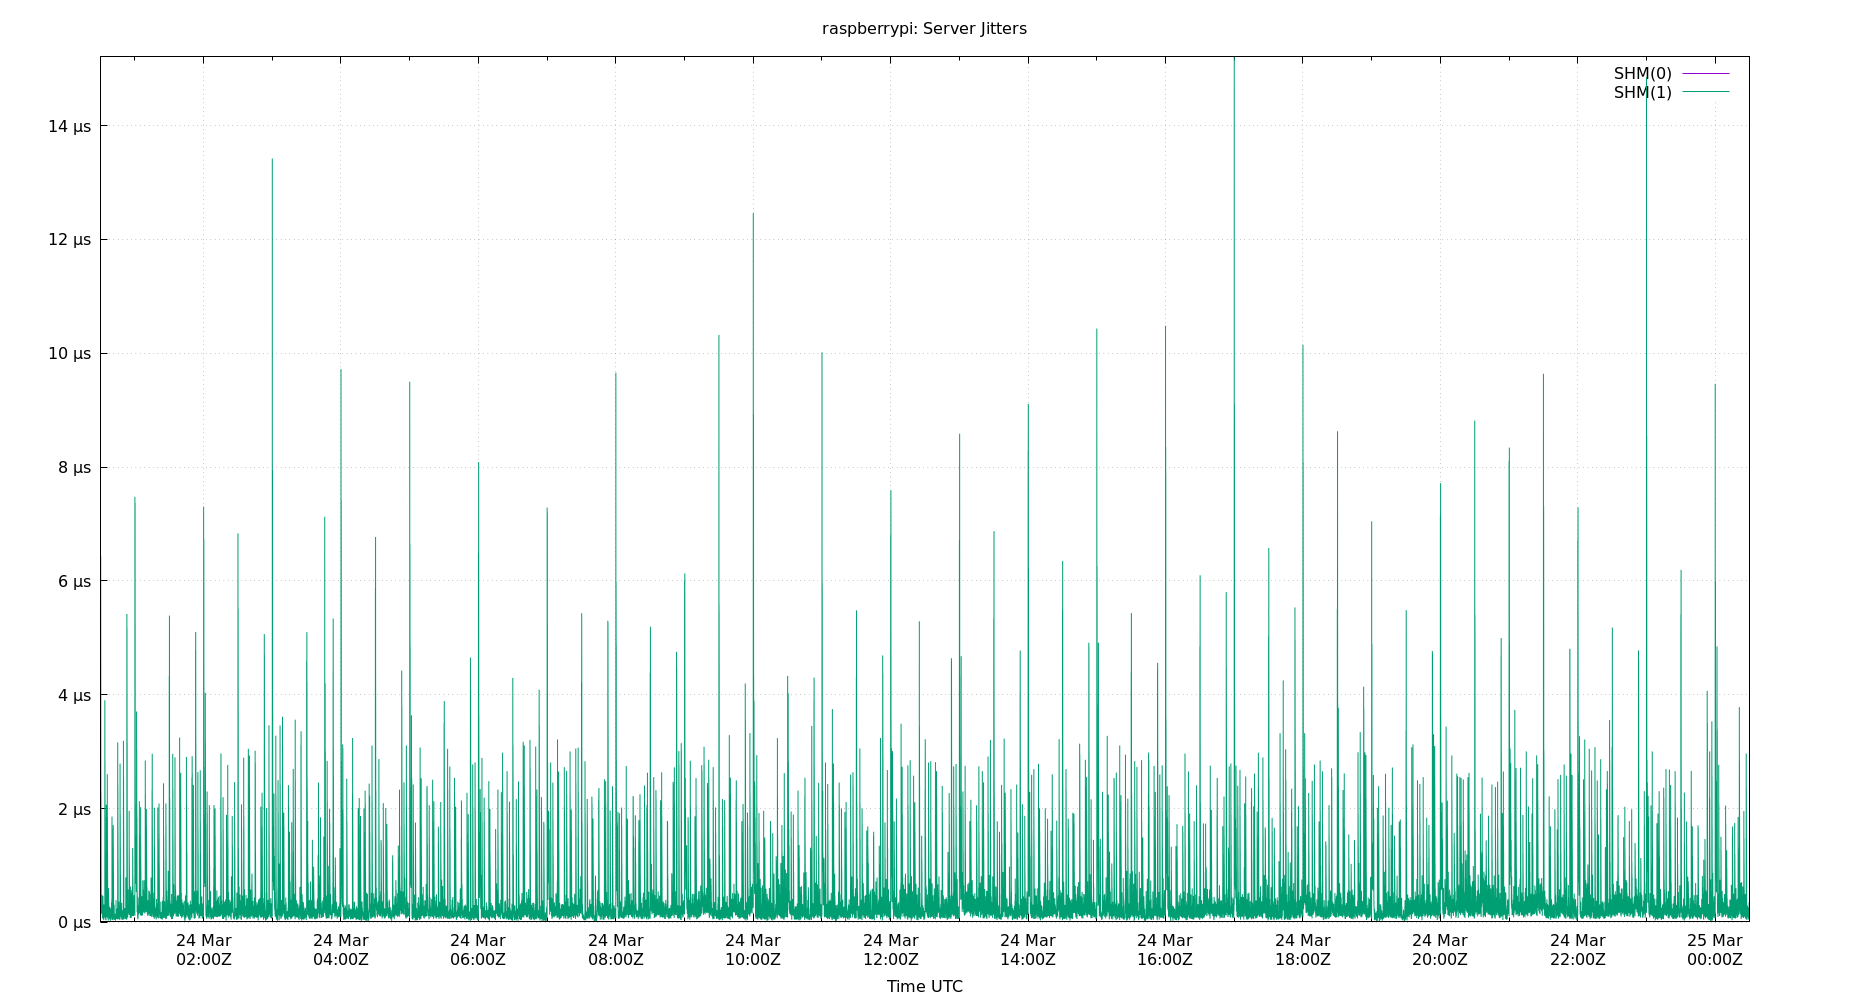 raspberrypi: Server Jitters
SHM(0)
SHM(1)
14 µs
12 µs
10 µs
8 µs
6 µs
4 µs
2 µs
0 µs
24 Mar 24 Mar 24 Mar 24 Mar 24 Mar 24 Mar 24 Mar 24 Mar 24 Mar 24 Mar 24 Mar 25 Mar
02:00Z 04:00Z 06:00Z 08:00Z 10:00Z 12:00Z 14:00Z 16:00Z 18:00Z 20:00Z 22:00Z 00:00Z
Time UTC